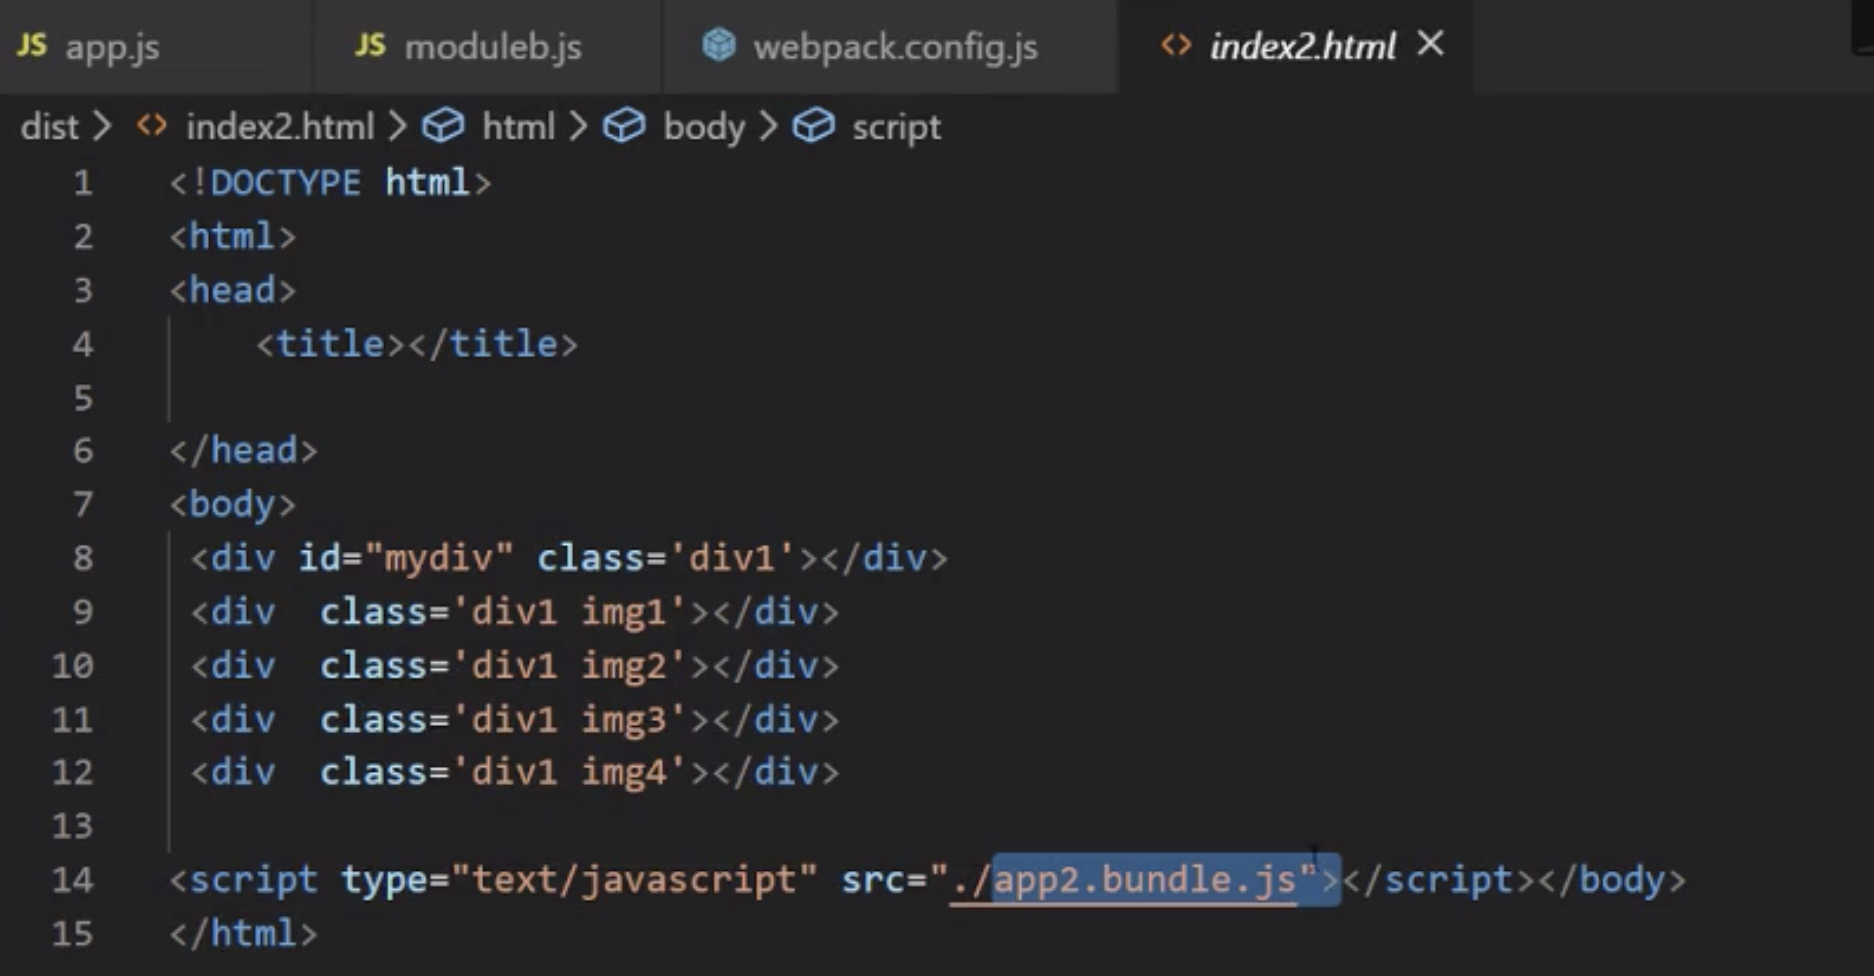 JS app.js JS moduleb.js webpack.config.js <> index2.html ×
dist > <> index2.html > html > body > script
1 <!DOCTYPE html>
2 <html>
3 <head>
4     <title></title>
5
6 </head>
7 <body>
8  <div id="mydiv" class='div1'></div>
9  <div  class='div1 img1'></div>
10  <div  class='div1 img2'></div>
11  <div  class='div1 img3'></div>
12  <div  class='div1 img4'></div>
13
14 <script type="text/javascript" src="./app2.bundle.js"></script></body>
15 </html>